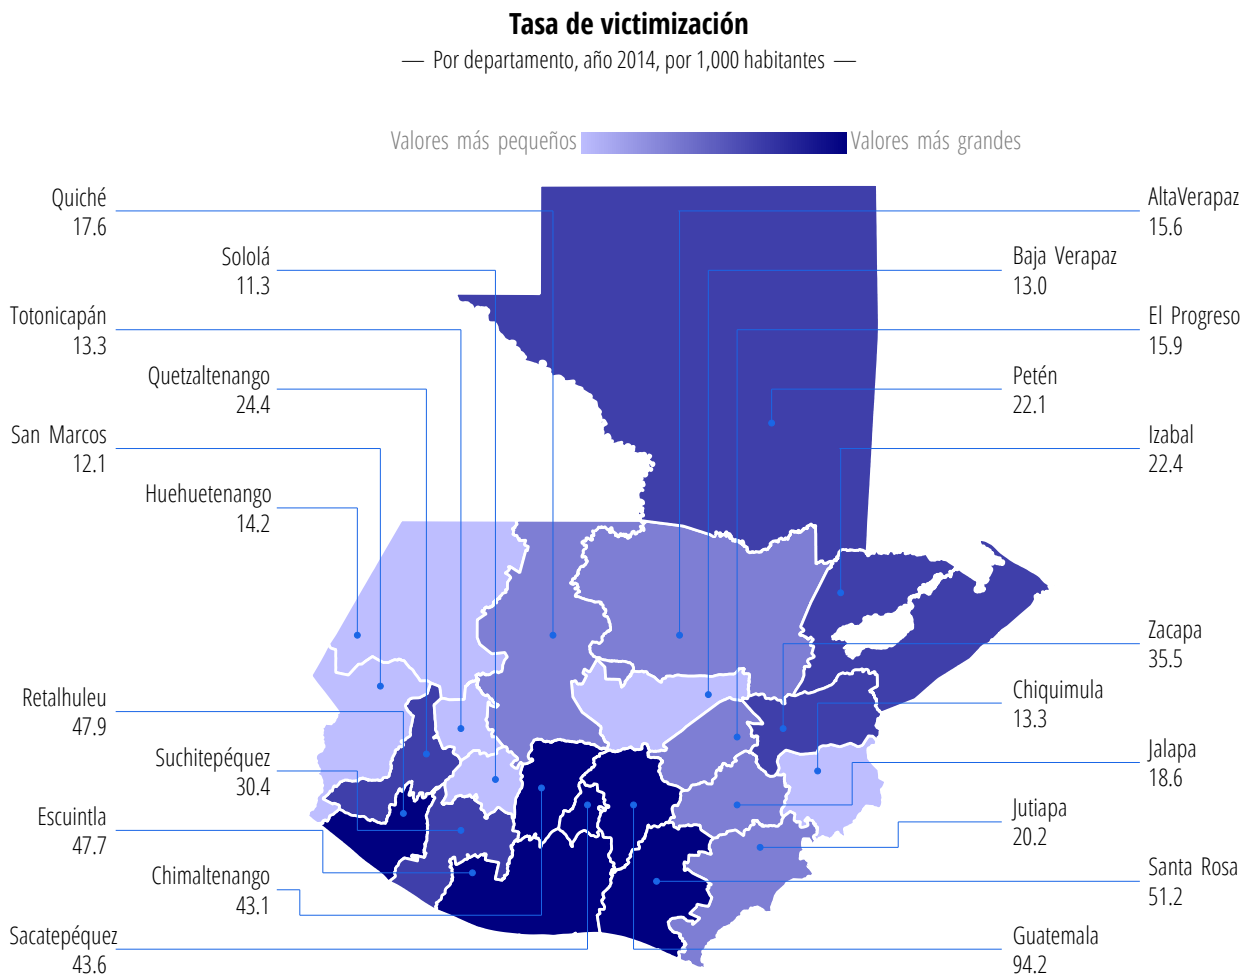 Tasa de victimización
— Por departamento, año 2014, por 1,000 habitantes —
Valores más pequeños
Valores más grandes
Quiché
17.6
Sololá
11.3
Totonicapán
13.3
Quetzaltenango
24.4
San Marcos
12.1
Huehuetenango
14.2
Retalhuleu
47.9
Suchitepéquez
30.4
Escuintla
47.7
Chimaltenango
43.1
Sacatepéquez
43.6
AltaVerapaz
15.6
Baja Verapaz
13.0
El Progreso
15.9
Petén
22.1
Izabal
22.4
Zacapa
35.5
Chiquimula
13.3
Jalapa
18.6
Jutiapa
20.2
Santa Rosa
51.2
Guatemala
94.2